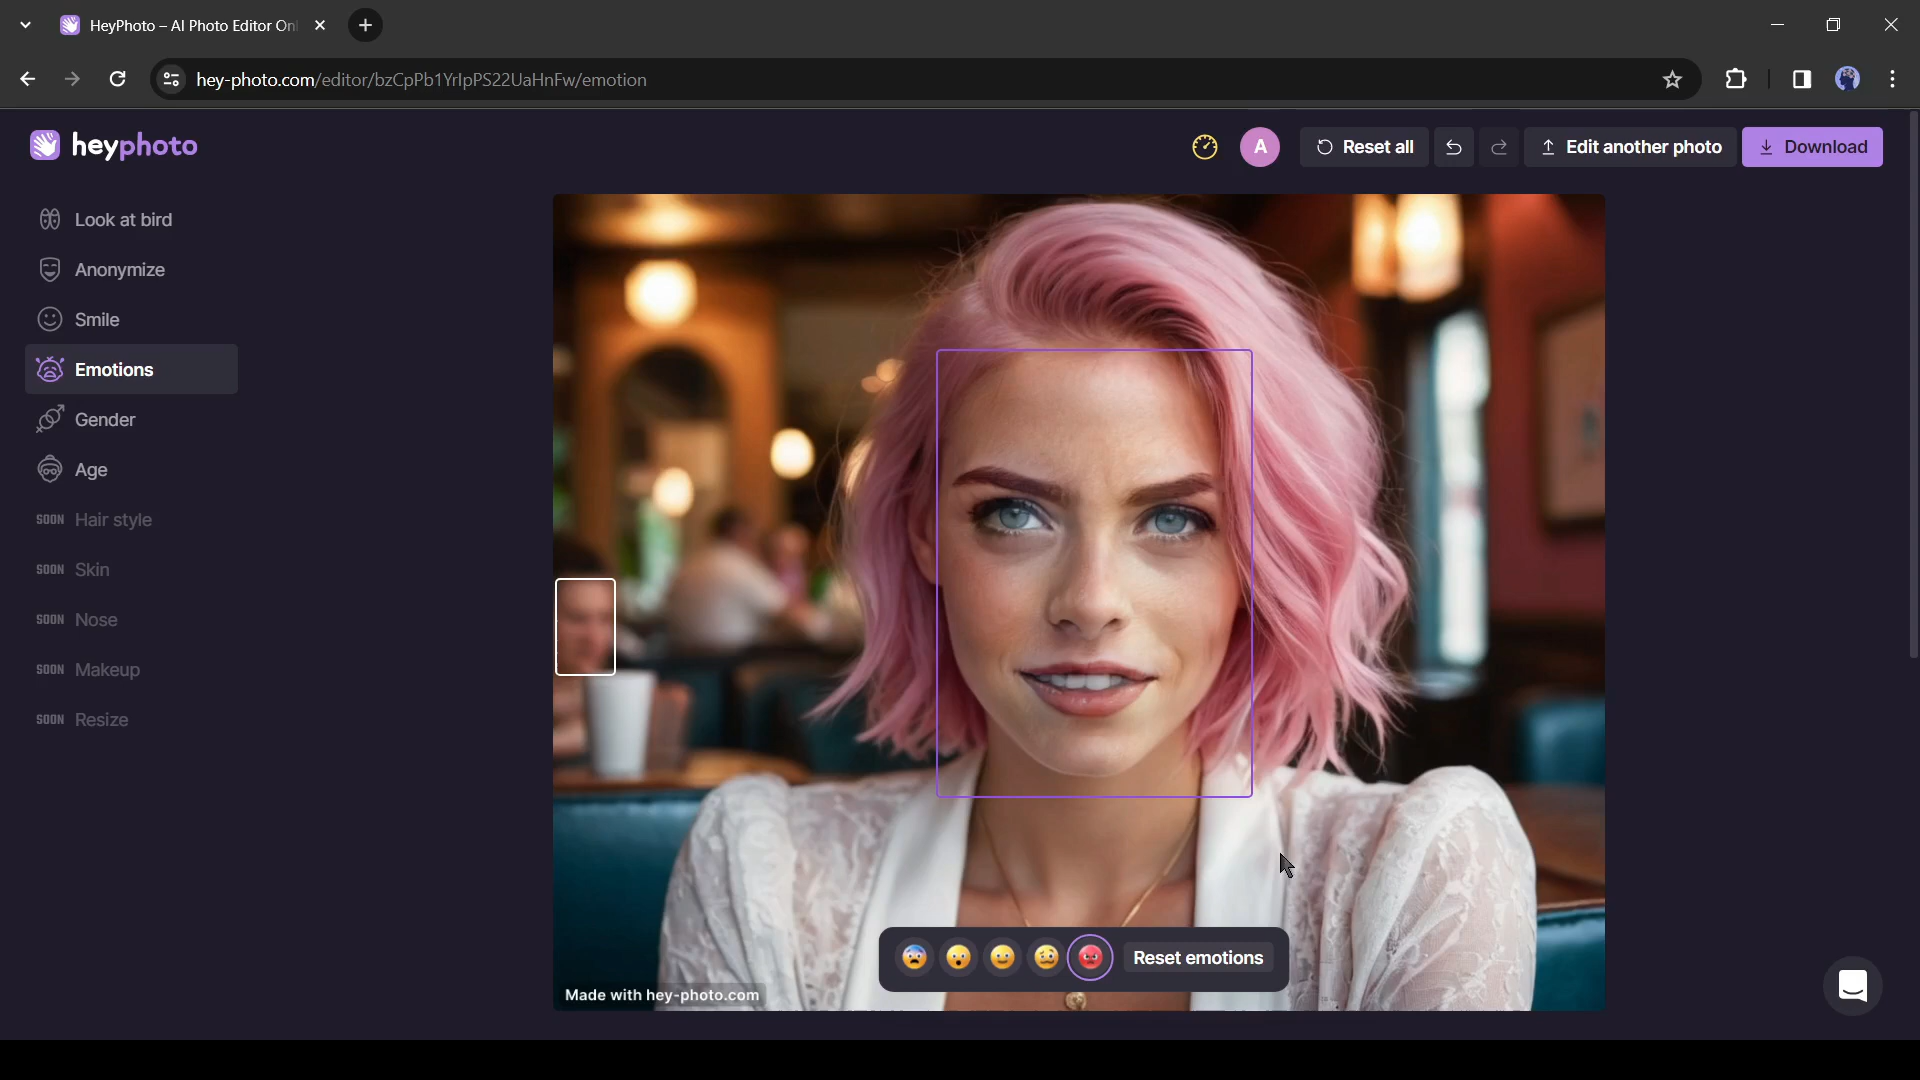 HeyPhoto – AI Photo Editor Onl
hey-photo.com/editor/bzCpPb1YrIpPS22UaHnFw/emotion
heyphoto
A
Reset all
Edit another photo
Download
Look at bird
Anonymize
Smile
Emotions
Gender
Age
SOON Hair style
SOON Skin
SOON Nose
SOON Makeup
SOON Resize
Reset emotions
Made with hey-photo.com